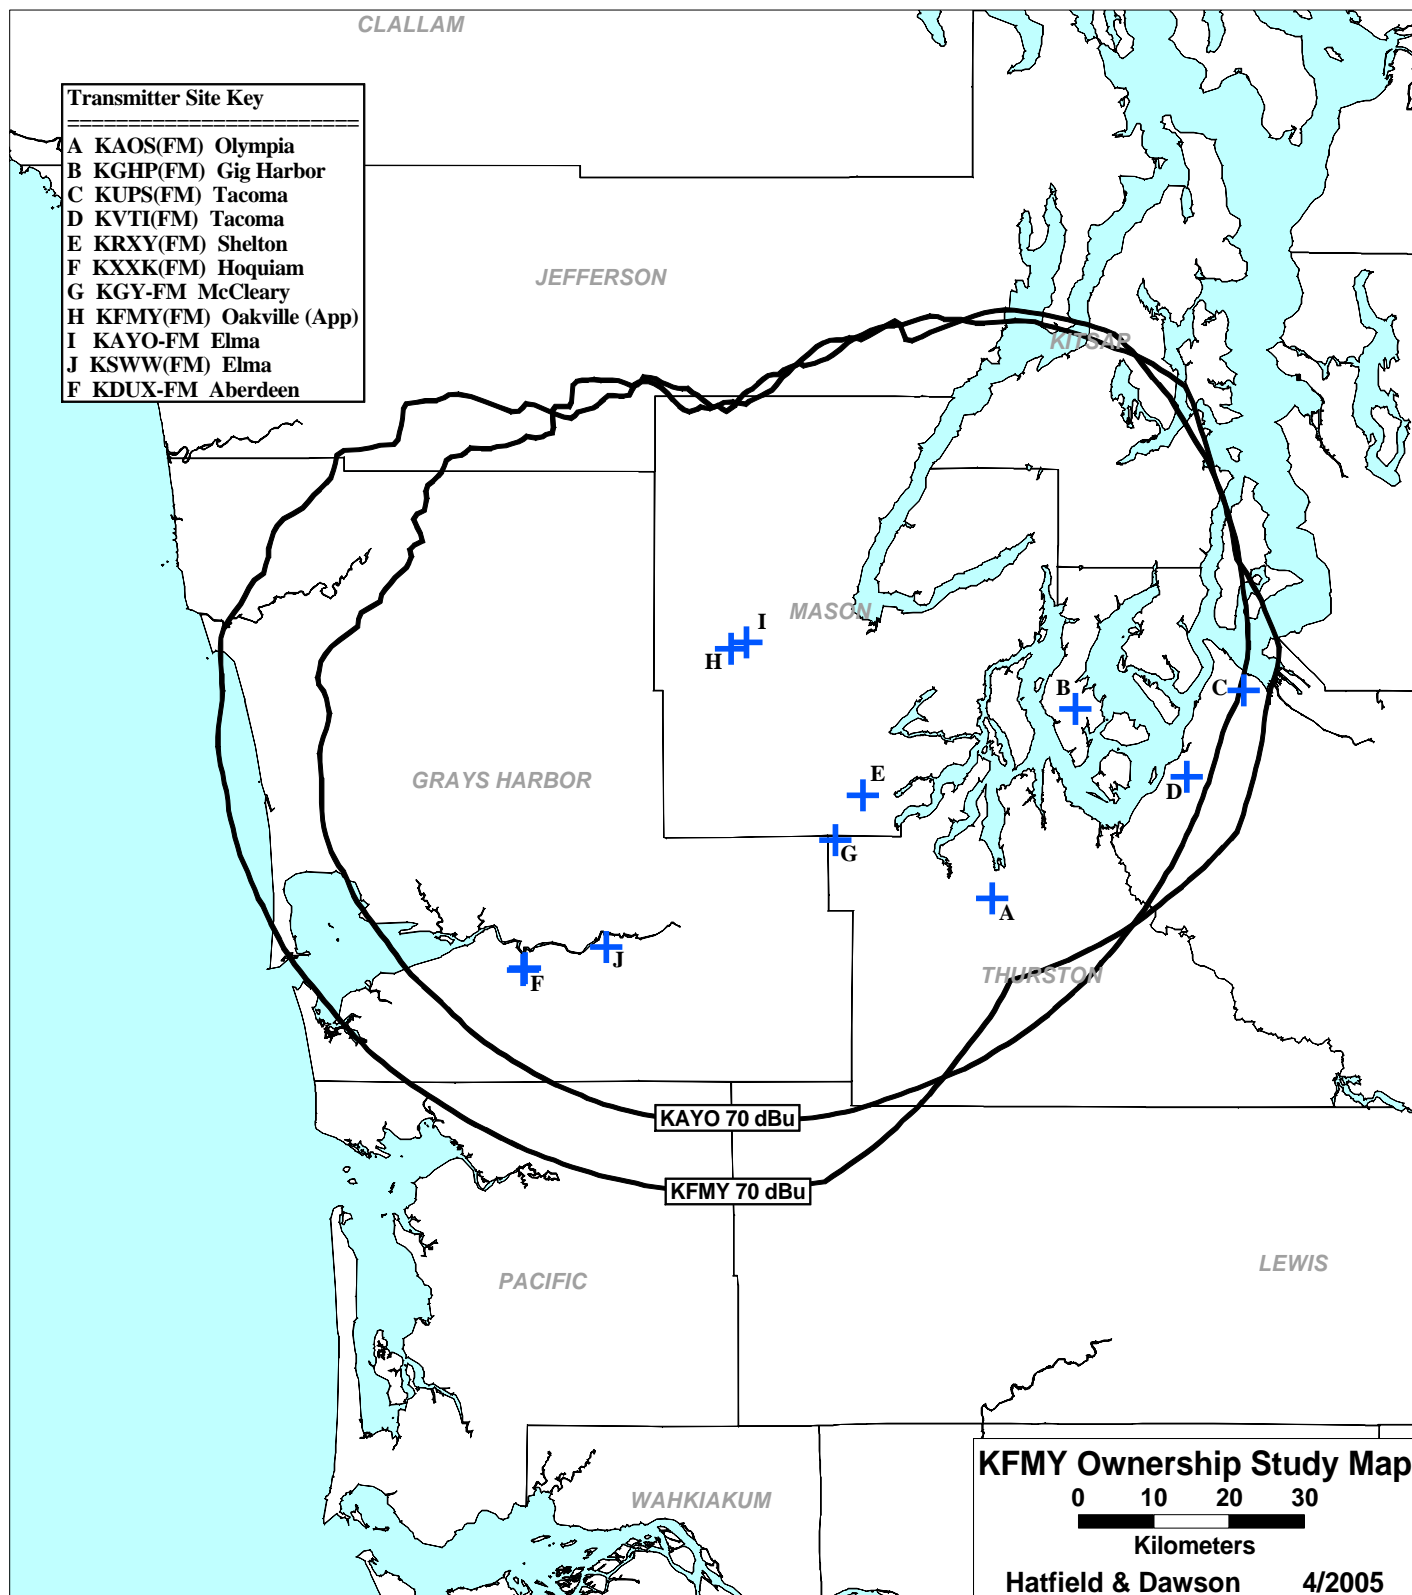 CLALLAM
Transmitter Site Key
========================
A KAOS(FM) Olympia
B KGHP(FM) Gig Harbor
C KUPS(FM) Tacoma
D KVTI(FM) Tacoma
E KRXY(FM) Shelton
F KXXK(FM) Hoquiam
G KGY-FM McCleary
H KFMY(FM) Oakville (App)
I KAYO-FM Elma
J KSWW(FM) Elma
F KDUX-FM Aberdeen
JEFFERSON
KITSAP
MASON
I
H
B
C
GRAYS HARBOR
E
D
G
A
J
F
THURSTON
KAYO 70 dBu
KFMY 70 dBu
LEWIS
PACIFIC
WAHKIAKUM
KFMY Ownership Study Map
0 10 20 30
Kilometers
Hatfield & Dawson 4/2005